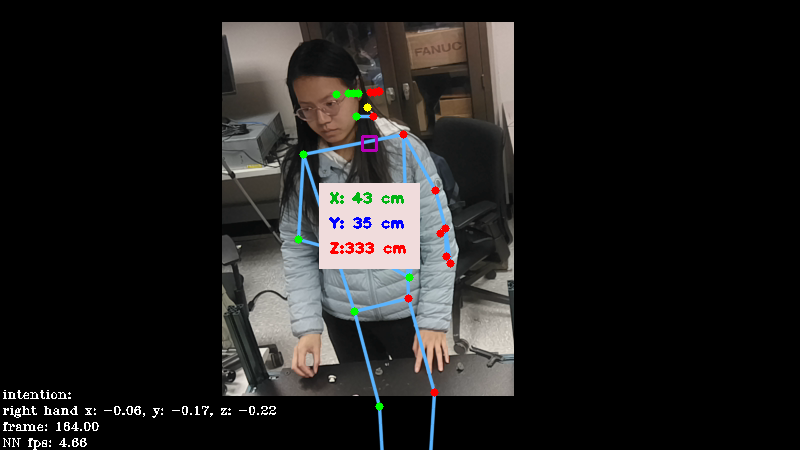 FANUC
X: 43 cm
Y: 35 cm
Z:333 cm
intention:
right hand x: -0.06, y: -0.17, z: -0.22
frame: 164.00
NN fps: 4.66